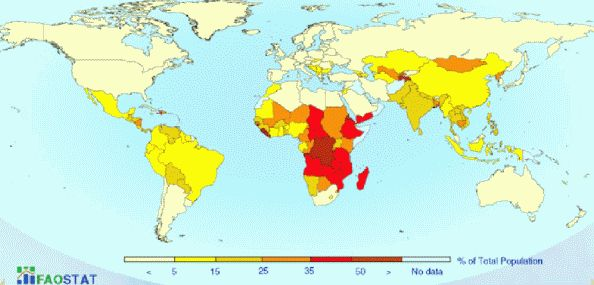 % of Total Population
< 5 15 25 35 50 > No data
FAOSTAT